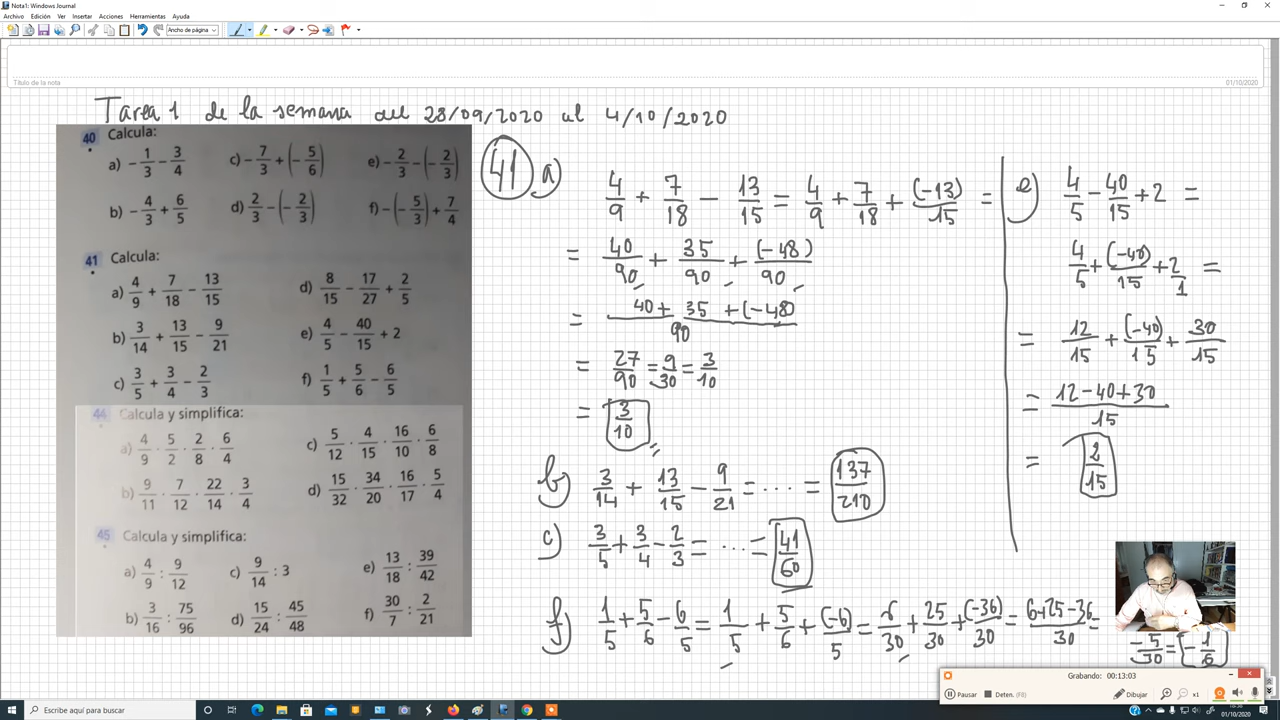 Nota1: Windows Journal
Archivo Edición Ver Insertar Acciones Herramientas Ayuda
Ancho de página
Título de la nota
01/10/2020
Tarea 1 de la semana del 28/09/2020 al 4/10/2020
40 Calcula:
a) -1/3 - 3/4 c) -7/3 + (-5/6) e) -2/3 - (-2/3)
b) -4/3 + 6/5 d) 2/3 - (-2/3) f) -(-5/3) + 7/4
41 Calcula:
a) 4/9 + 7/18 - 13/15 d) 8/15 - 17/27 + 2/5
b) 3/14 + 13/15 - 9/21 e) 4/5 - 40/15 + 2
c) 3/5 + 3/4 - 2/3 f) 1/5 + 5/6 - 6/5
44 Calcula y simplifica:
a) 4/9 · 5/2 · 2/8 · 6/4 c) 5/12 · 4/15 · 16/10 · 6/8
b) 9/11 · 7/12 · 22/14 · 3/4 d) 15/32 · 34/20 · 16/17 · 5/4
45 Calcula y simplifica:
a) 4/9 : 9/12 c) 9/14 : 3 e) 13/18 : 39/42
b) 3/16 : 75/96 d) 15/24 : 45/48 f) 30/7 : 2/21
41 a)
4/9 + 7/18 - 13/15 = 4/9 + 7/18 + (-13)/15 =
= 40/90 + 35/90 + (-48)/90
= 40 + 35 + (-48)/90
= 27/90 = 9/30 = 3/10
= 3/10
b) 3/14 + 13/15 - 9/21 = ···· = 137/210
c) 3/5 + 3/4 - 2/3 = ··· = 41/60
f) 1/5 + 5/6 - 6/5 = 1/5 + 5/6 + (-6)/5 = 6/30 + 25/30 + (-36)/30 = 6+25-36/30 =
-5/30 = -1/6
e) 4/5 - 40/15 + 2 =
4/5 + (-40)/15 + 2/1 =
= 12/15 + (-40)/15 + 30/15
= 12-40+30/15
= 2/15
Grabando: 00:13:03
Pausar Deten. (F8) Dibujar x1
Escribe aquí para buscar
01/10/2020